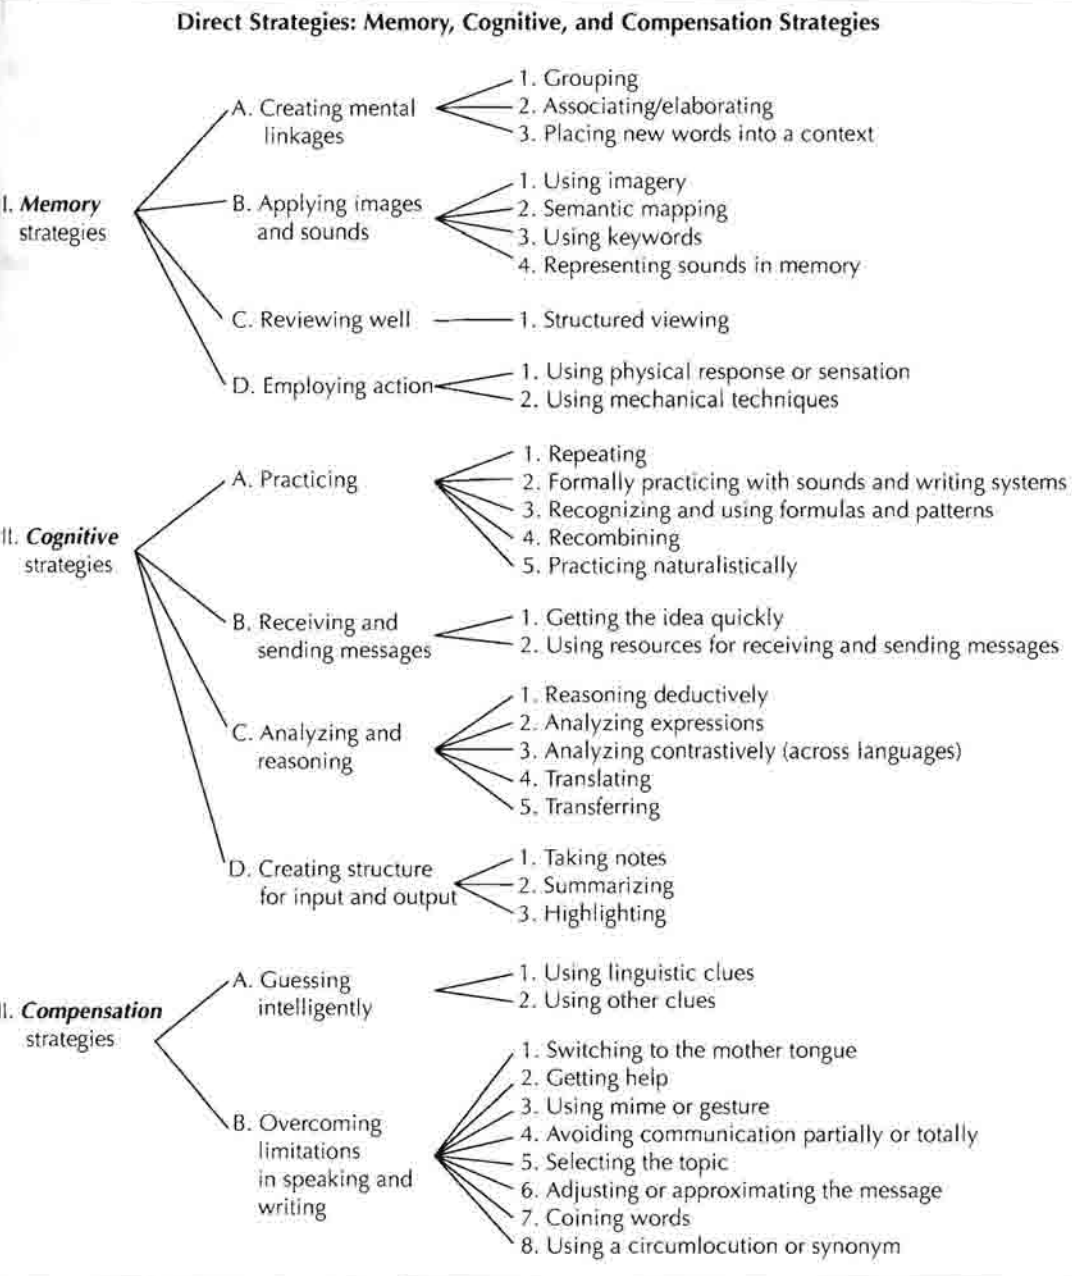 Direct Strategies: Memory, Cognitive, and Compensation Strategies
I. Memory
strategies
A. Creating mental
linkages
1. Grouping
2. Associating/elaborating
3. Placing new words into a context
B. Applying images
and sounds
1. Using imagery
2. Semantic mapping
3. Using keywords
4. Representing sounds in memory
C. Reviewing well
1. Structured viewing
D. Employing action
1. Using physical response or sensation
2. Using mechanical techniques
II. Cognitive
strategies
A. Practicing
1. Repeating
2. Formally practicing with sounds and writing systems
3. Recognizing and using formulas and patterns
4. Recombining
5. Practicing naturalistically
B. Receiving and
sending messages
1. Getting the idea quickly
2. Using resources for receiving and sending messages
C. Analyzing and
reasoning
1. Reasoning deductively
2. Analyzing expressions
3. Analyzing contrastively (across languages)
4. Translating
5. Transferring
D. Creating structure
for input and output
1. Taking notes
2. Summarizing
3. Highlighting
II. Compensation
strategies
A. Guessing
intelligently
1. Using linguistic clues
2. Using other clues
B. Overcoming
limitations
in speaking and
writing
1. Switching to the mother tongue
2. Getting help
3. Using mime or gesture
4. Avoiding communication partially or totally
5. Selecting the topic
6. Adjusting or approximating the message
7. Coining words
8. Using a circumlocution or synonym